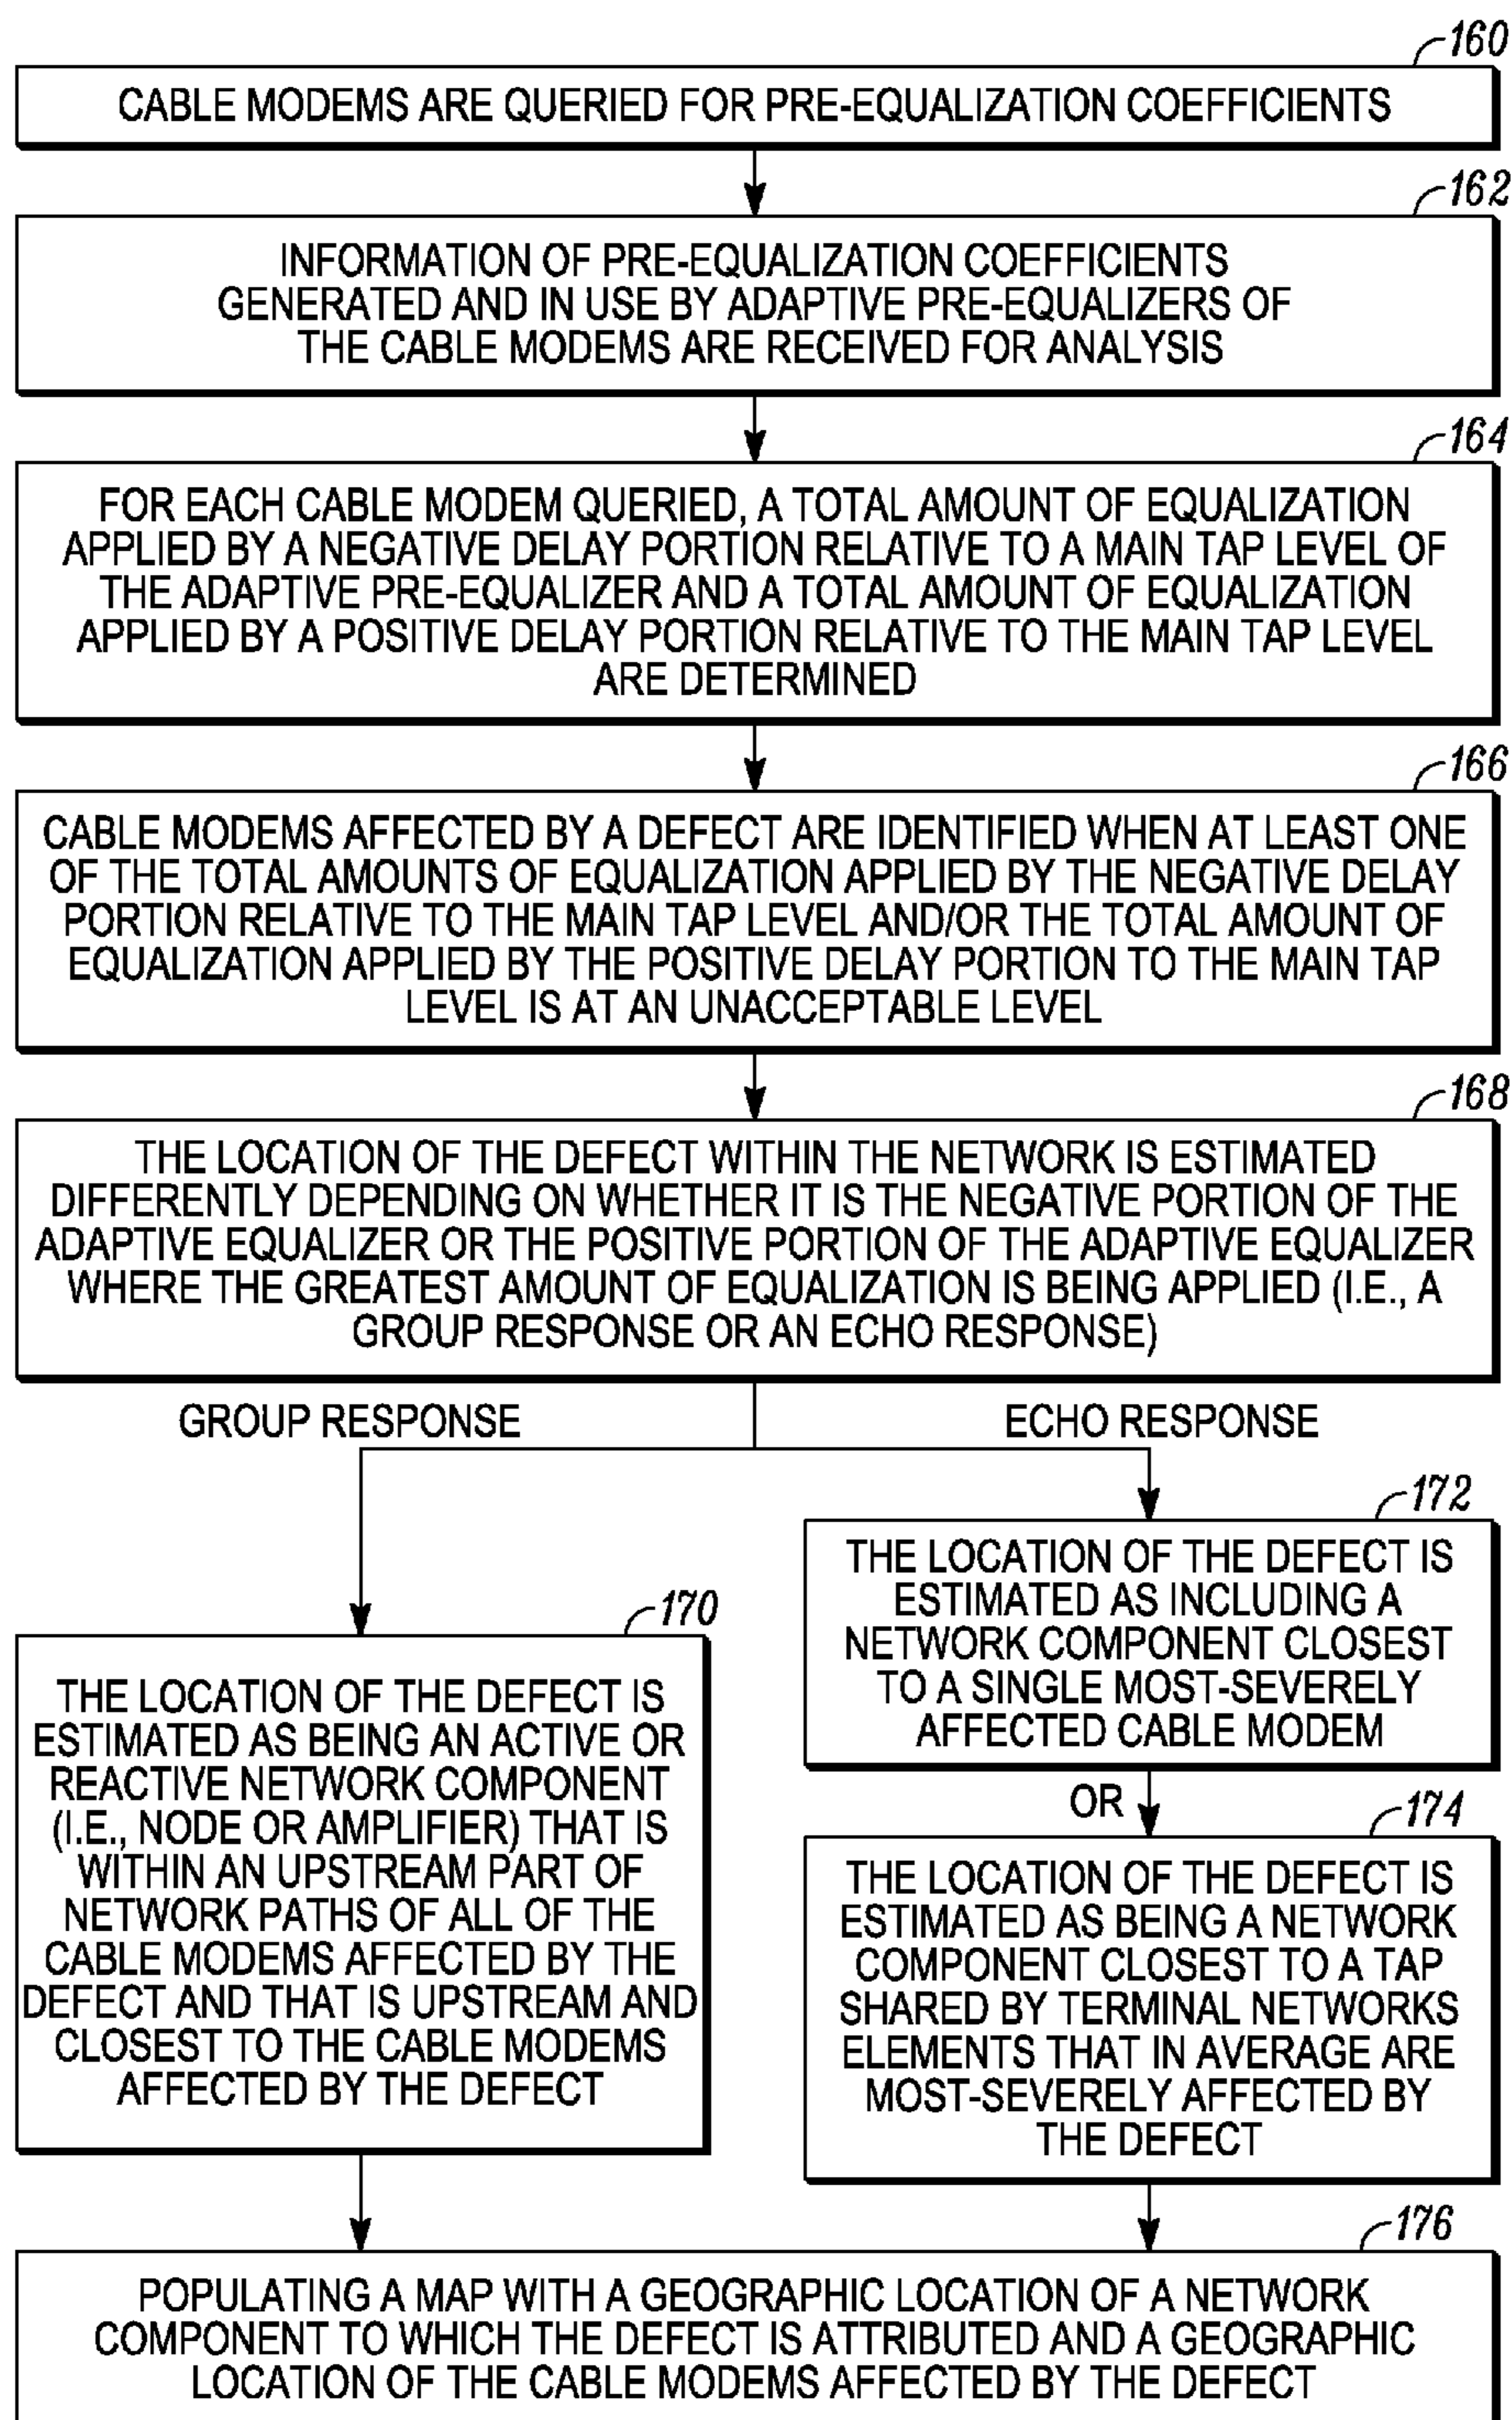 160
CABLE MODEMS ARE QUERIED FOR PRE-EQUALIZATION COEFFICIENTS
162
INFORMATION OF PRE-EQUALIZATION COEFFICIENTS
GENERATED AND IN USE BY ADAPTIVE PRE-EQUALIZERS OF
THE CABLE MODEMS ARE RECEIVED FOR ANALYSIS
164
FOR EACH CABLE MODEM QUERIED, A TOTAL AMOUNT OF EQUALIZATION
APPLIED BY A NEGATIVE DELAY PORTION RELATIVE TO A MAIN TAP LEVEL OF
THE ADAPTIVE PRE-EQUALIZER AND A TOTAL AMOUNT OF EQUALIZATION
APPLIED BY A POSITIVE DELAY PORTION RELATIVE TO THE MAIN TAP LEVEL
ARE DETERMINED
166
CABLE MODEMS AFFECTED BY A DEFECT ARE IDENTIFIED WHEN AT LEAST ONE
OF THE TOTAL AMOUNTS OF EQUALIZATION APPLIED BY THE NEGATIVE DELAY
PORTION RELATIVE TO THE MAIN TAP LEVEL AND/OR THE TOTAL AMOUNT OF
EQUALIZATION APPLIED BY THE POSITIVE DELAY PORTION TO THE MAIN TAP
LEVEL IS AT AN UNACCEPTABLE LEVEL
168
THE LOCATION OF THE DEFECT WITHIN THE NETWORK IS ESTIMATED
DIFFERENTLY DEPENDING ON WHETHER IT IS THE NEGATIVE PORTION OF THE
ADAPTIVE EQUALIZER OR THE POSITIVE PORTION OF THE ADAPTIVE EQUALIZER
WHERE THE GREATEST AMOUNT OF EQUALIZATION IS BEING APPLIED (I.E., A
GROUP RESPONSE OR AN ECHO RESPONSE)
GROUP RESPONSE
ECHO RESPONSE
170
THE LOCATION OF THE DEFECT IS
ESTIMATED AS BEING AN ACTIVE OR
REACTIVE NETWORK COMPONENT
(I.E., NODE OR AMPLIFIER) THAT IS
WITHIN AN UPSTREAM PART OF
NETWORK PATHS OF ALL OF THE
CABLE MODEMS AFFECTED BY THE
DEFECT AND THAT IS UPSTREAM AND
CLOSEST TO THE CABLE MODEMS
AFFECTED BY THE DEFECT
172
THE LOCATION OF THE DEFECT IS
ESTIMATED AS INCLUDING A
NETWORK COMPONENT CLOSEST
TO A SINGLE MOST-SEVERELY
AFFECTED CABLE MODEM
OR
174
THE LOCATION OF THE DEFECT IS
ESTIMATED AS BEING A NETWORK
COMPONENT CLOSEST TO A TAP
SHARED BY TERMINAL NETWORKS
ELEMENTS THAT IN AVERAGE ARE
MOST-SEVERELY AFFECTED BY
THE DEFECT
176
POPULATING A MAP WITH A GEOGRAPHIC LOCATION OF A NETWORK
COMPONENT TO WHICH THE DEFECT IS ATTRIBUTED AND A GEOGRAPHIC
LOCATION OF THE CABLE MODEMS AFFECTED BY THE DEFECT